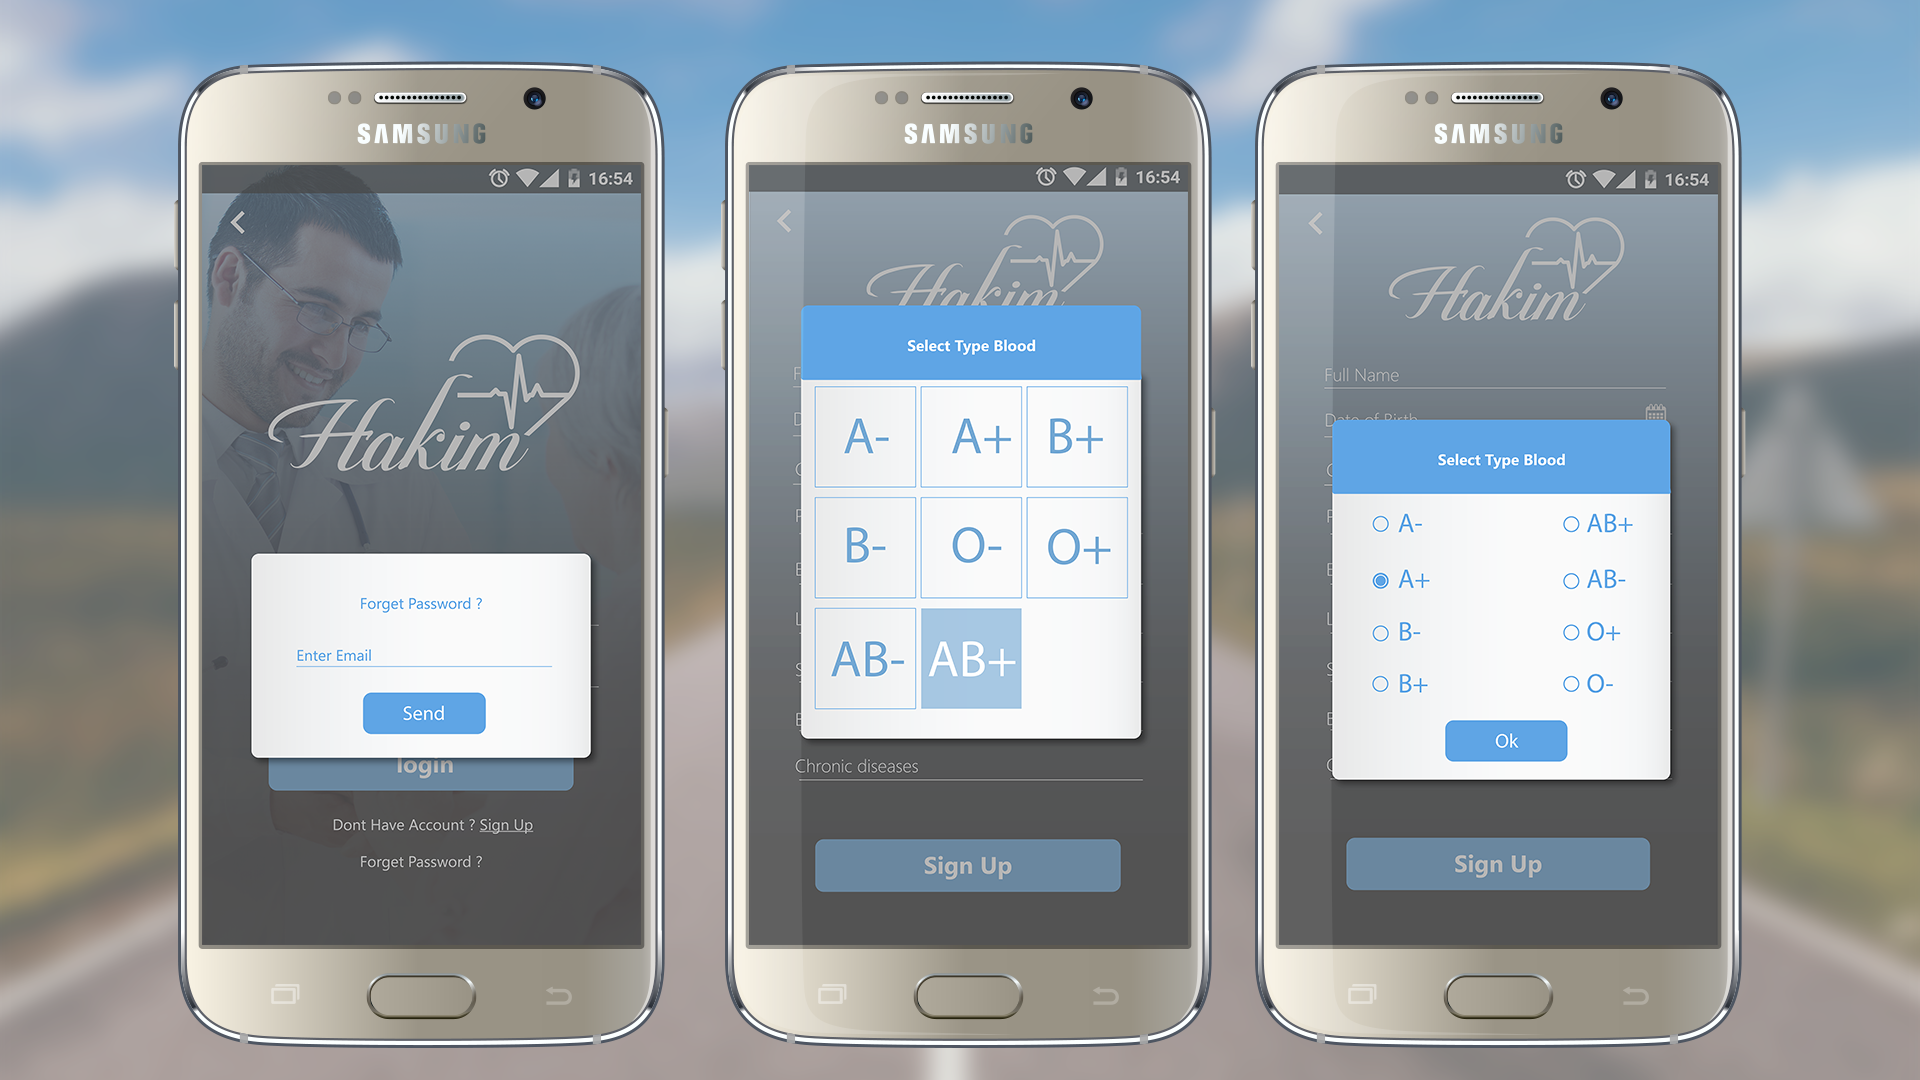 SAMSUNG
16:54
Hakim
Forget Password ?
Enter Email
Send
login
Dont Have Account ? Sign Up
Forget Password ?
SAMSUNG
16:54
Hakim
Select Type Blood
A- A+ B+
B- O- O+
AB- AB+
Chronic diseases
Sign Up
SAMSUNG
16:54
Hakim
Full Name
Date of Birth
Select Type Blood
A- AB+
A+ AB-
B- O+
B+ O-
Ok
Sign Up